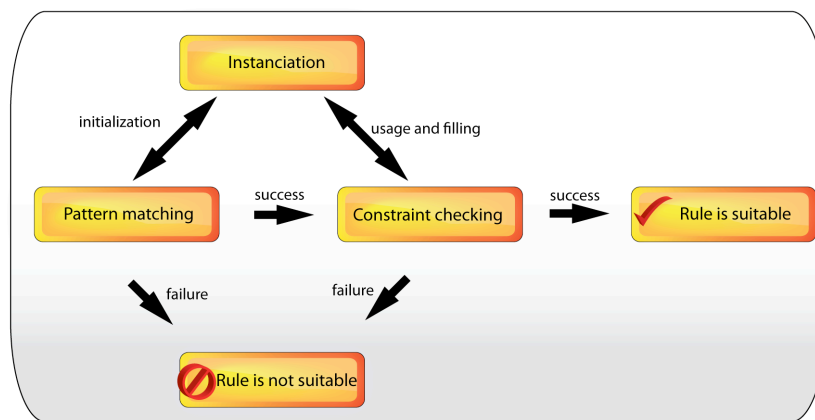 Instanciation
initialization
usage and filling
Pattern matching
success
Constraint checking
success
Rule is suitable
failure
failure
Rule is not suitable